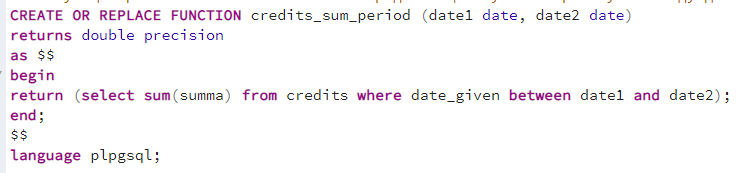 CREATE OR REPLACE FUNCTION credits_sum_period (date1 date, date2 date)
returns double precision
as $$
begin
return (select sum(summa) from credits where date_given between date1 and date2);
end;
$$
language plpgsql;